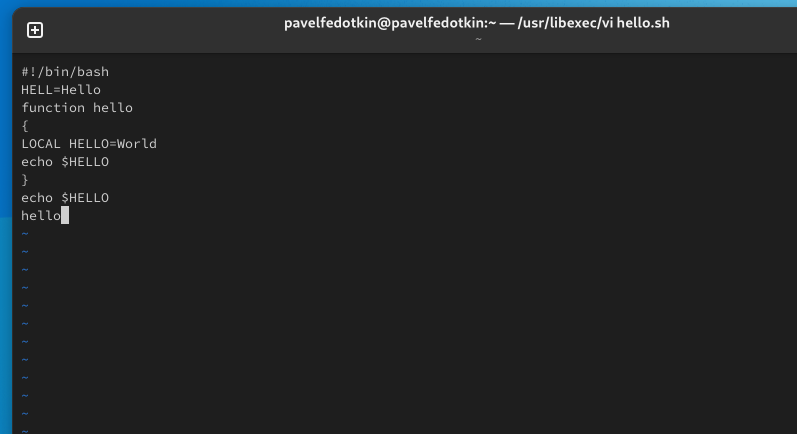 pavelfedotkin@pavelfedotkin:~ — /usr/libexec/vi hello.sh
~
#!/bin/bash
HELL=Hello
function hello
{
LOCAL HELLO=World
echo $HELLO
}
echo $HELLO
hello
~
~
~
~
~
~
~
~
~
~
~
~